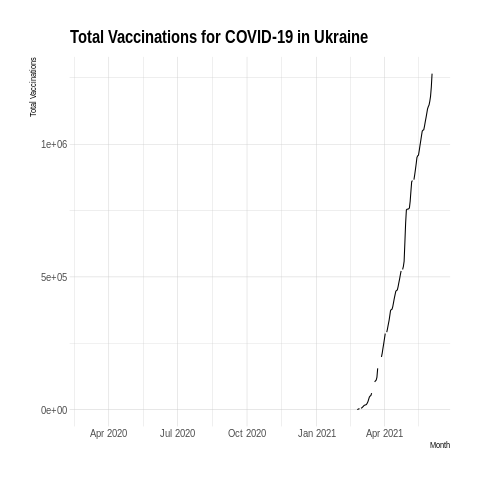 Total Vaccinations for COVID-19 in Ukraine
Total Vaccinations
1e+06
5e+05
0e+00
Apr 2020 Jul 2020 Oct 2020 Jan 2021 Apr 2021
Month